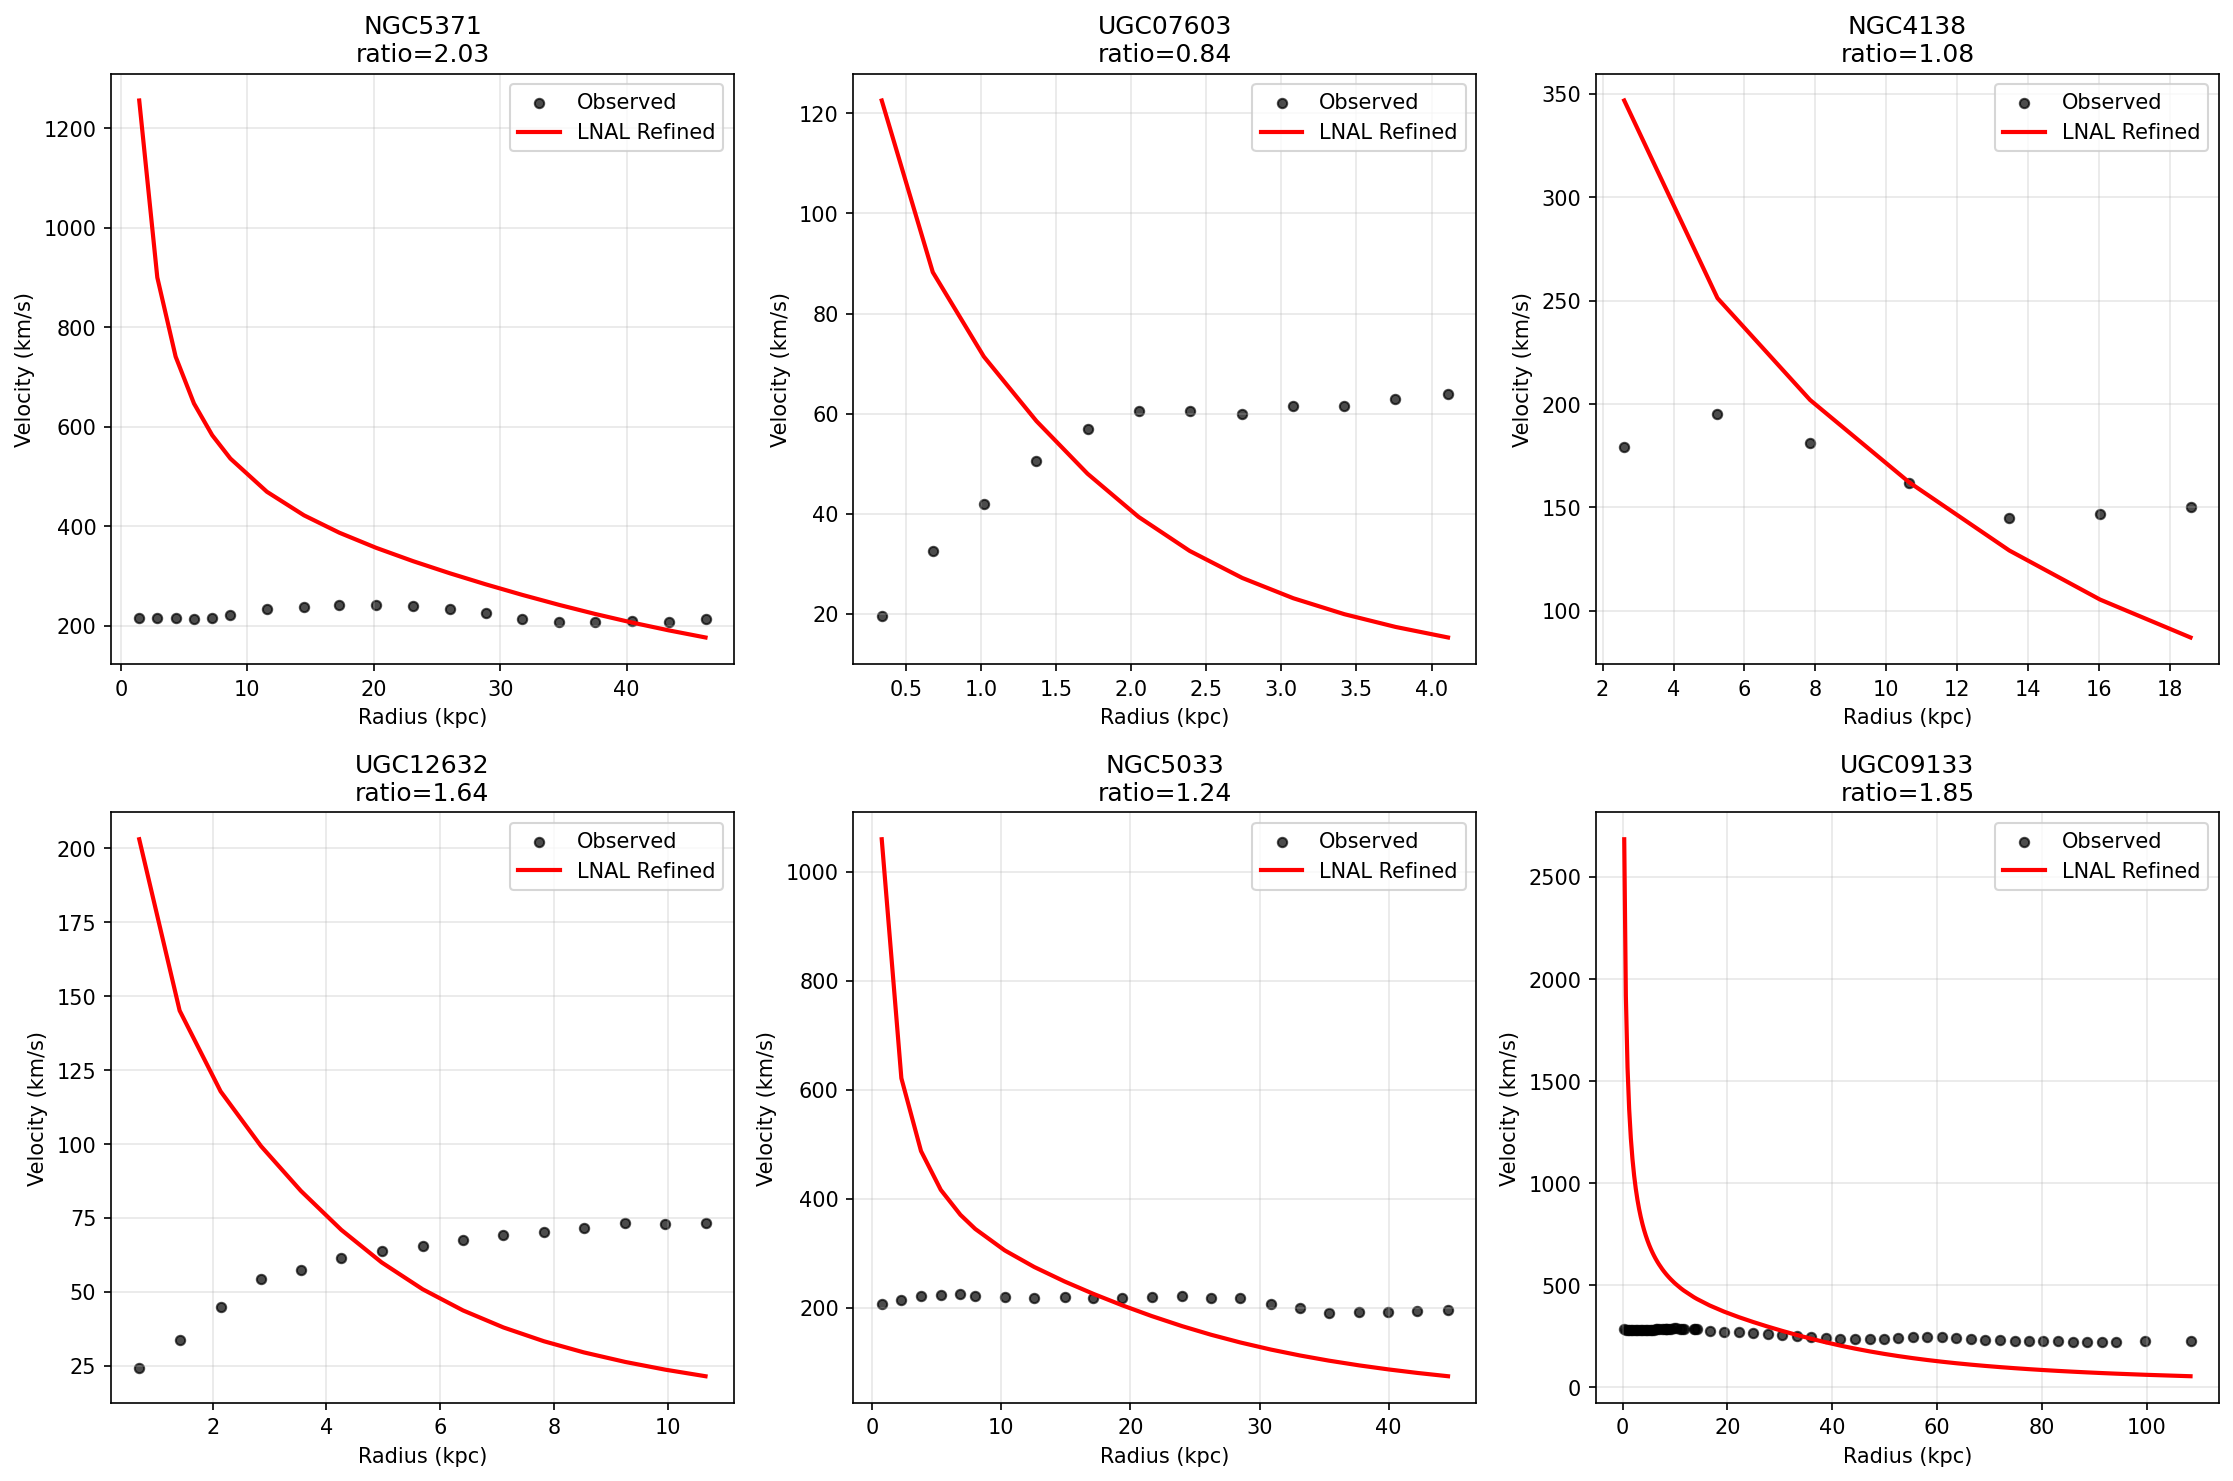 NGC5371
ratio=2.03
Observed
LNAL Refined
1200
1000
800
600
400
200
Velocity (km/s)
0 10 20 30 40
Radius (kpc)
UGC07603
ratio=0.84
Observed
LNAL Refined
120
100
80
60
40
20
Velocity (km/s)
0.5 1.0 1.5 2.0 2.5 3.0 3.5 4.0
Radius (kpc)
NGC4138
ratio=1.08
Observed
LNAL Refined
350
300
250
200
150
100
Velocity (km/s)
2 4 6 8 10 12 14 16 18
Radius (kpc)
UGC12632
ratio=1.64
Observed
LNAL Refined
200
175
150
125
100
75
50
25
Velocity (km/s)
2 4 6 8 10
Radius (kpc)
NGC5033
ratio=1.24
Observed
LNAL Refined
1000
800
600
400
200
Velocity (km/s)
0 10 20 30 40
Radius (kpc)
UGC09133
ratio=1.85
Observed
LNAL Refined
2500
2000
1500
1000
500
0
Velocity (km/s)
0 20 40 60 80 100
Radius (kpc)